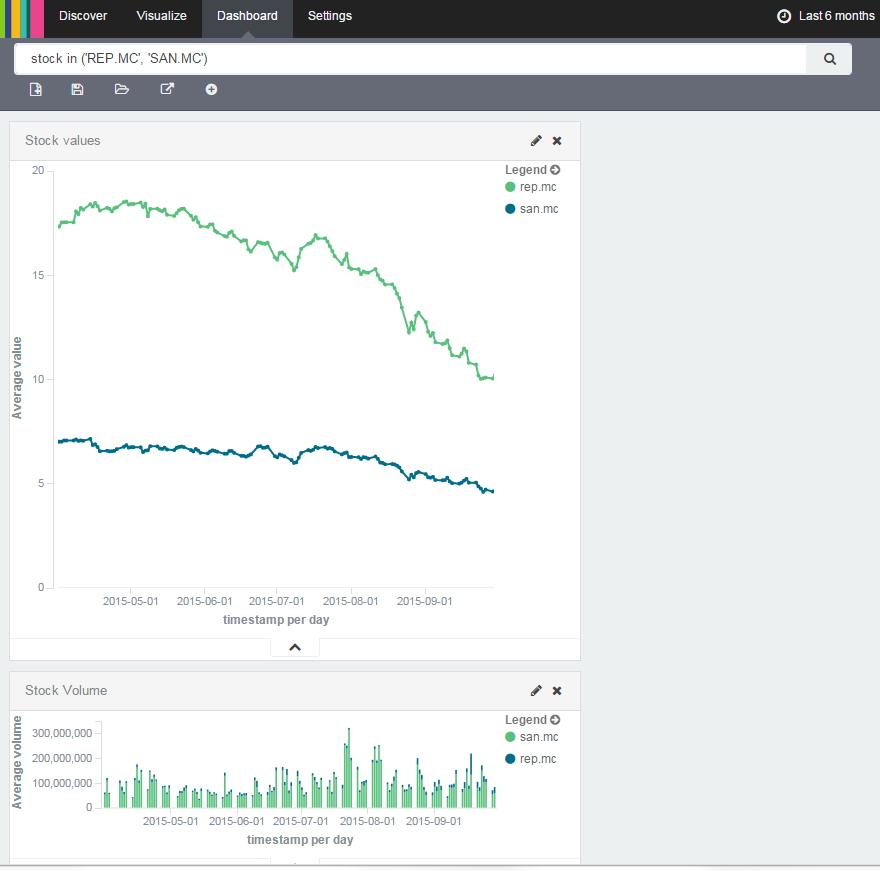 Discover Visualize Dashboard Settings Last 6 months
stock in ('REP.MC', 'SAN.MC')
Stock values
Legend
rep.mc
san.mc
20
15
10
5
0
Average value
2015-05-01 2015-06-01 2015-07-01 2015-08-01 2015-09-01
timestamp per day
Stock Volume
Legend
san.mc
rep.mc
300,000,000
200,000,000
100,000,000
0
Average volume
2015-05-01 2015-06-01 2015-07-01 2015-08-01 2015-09-01
timestamp per day